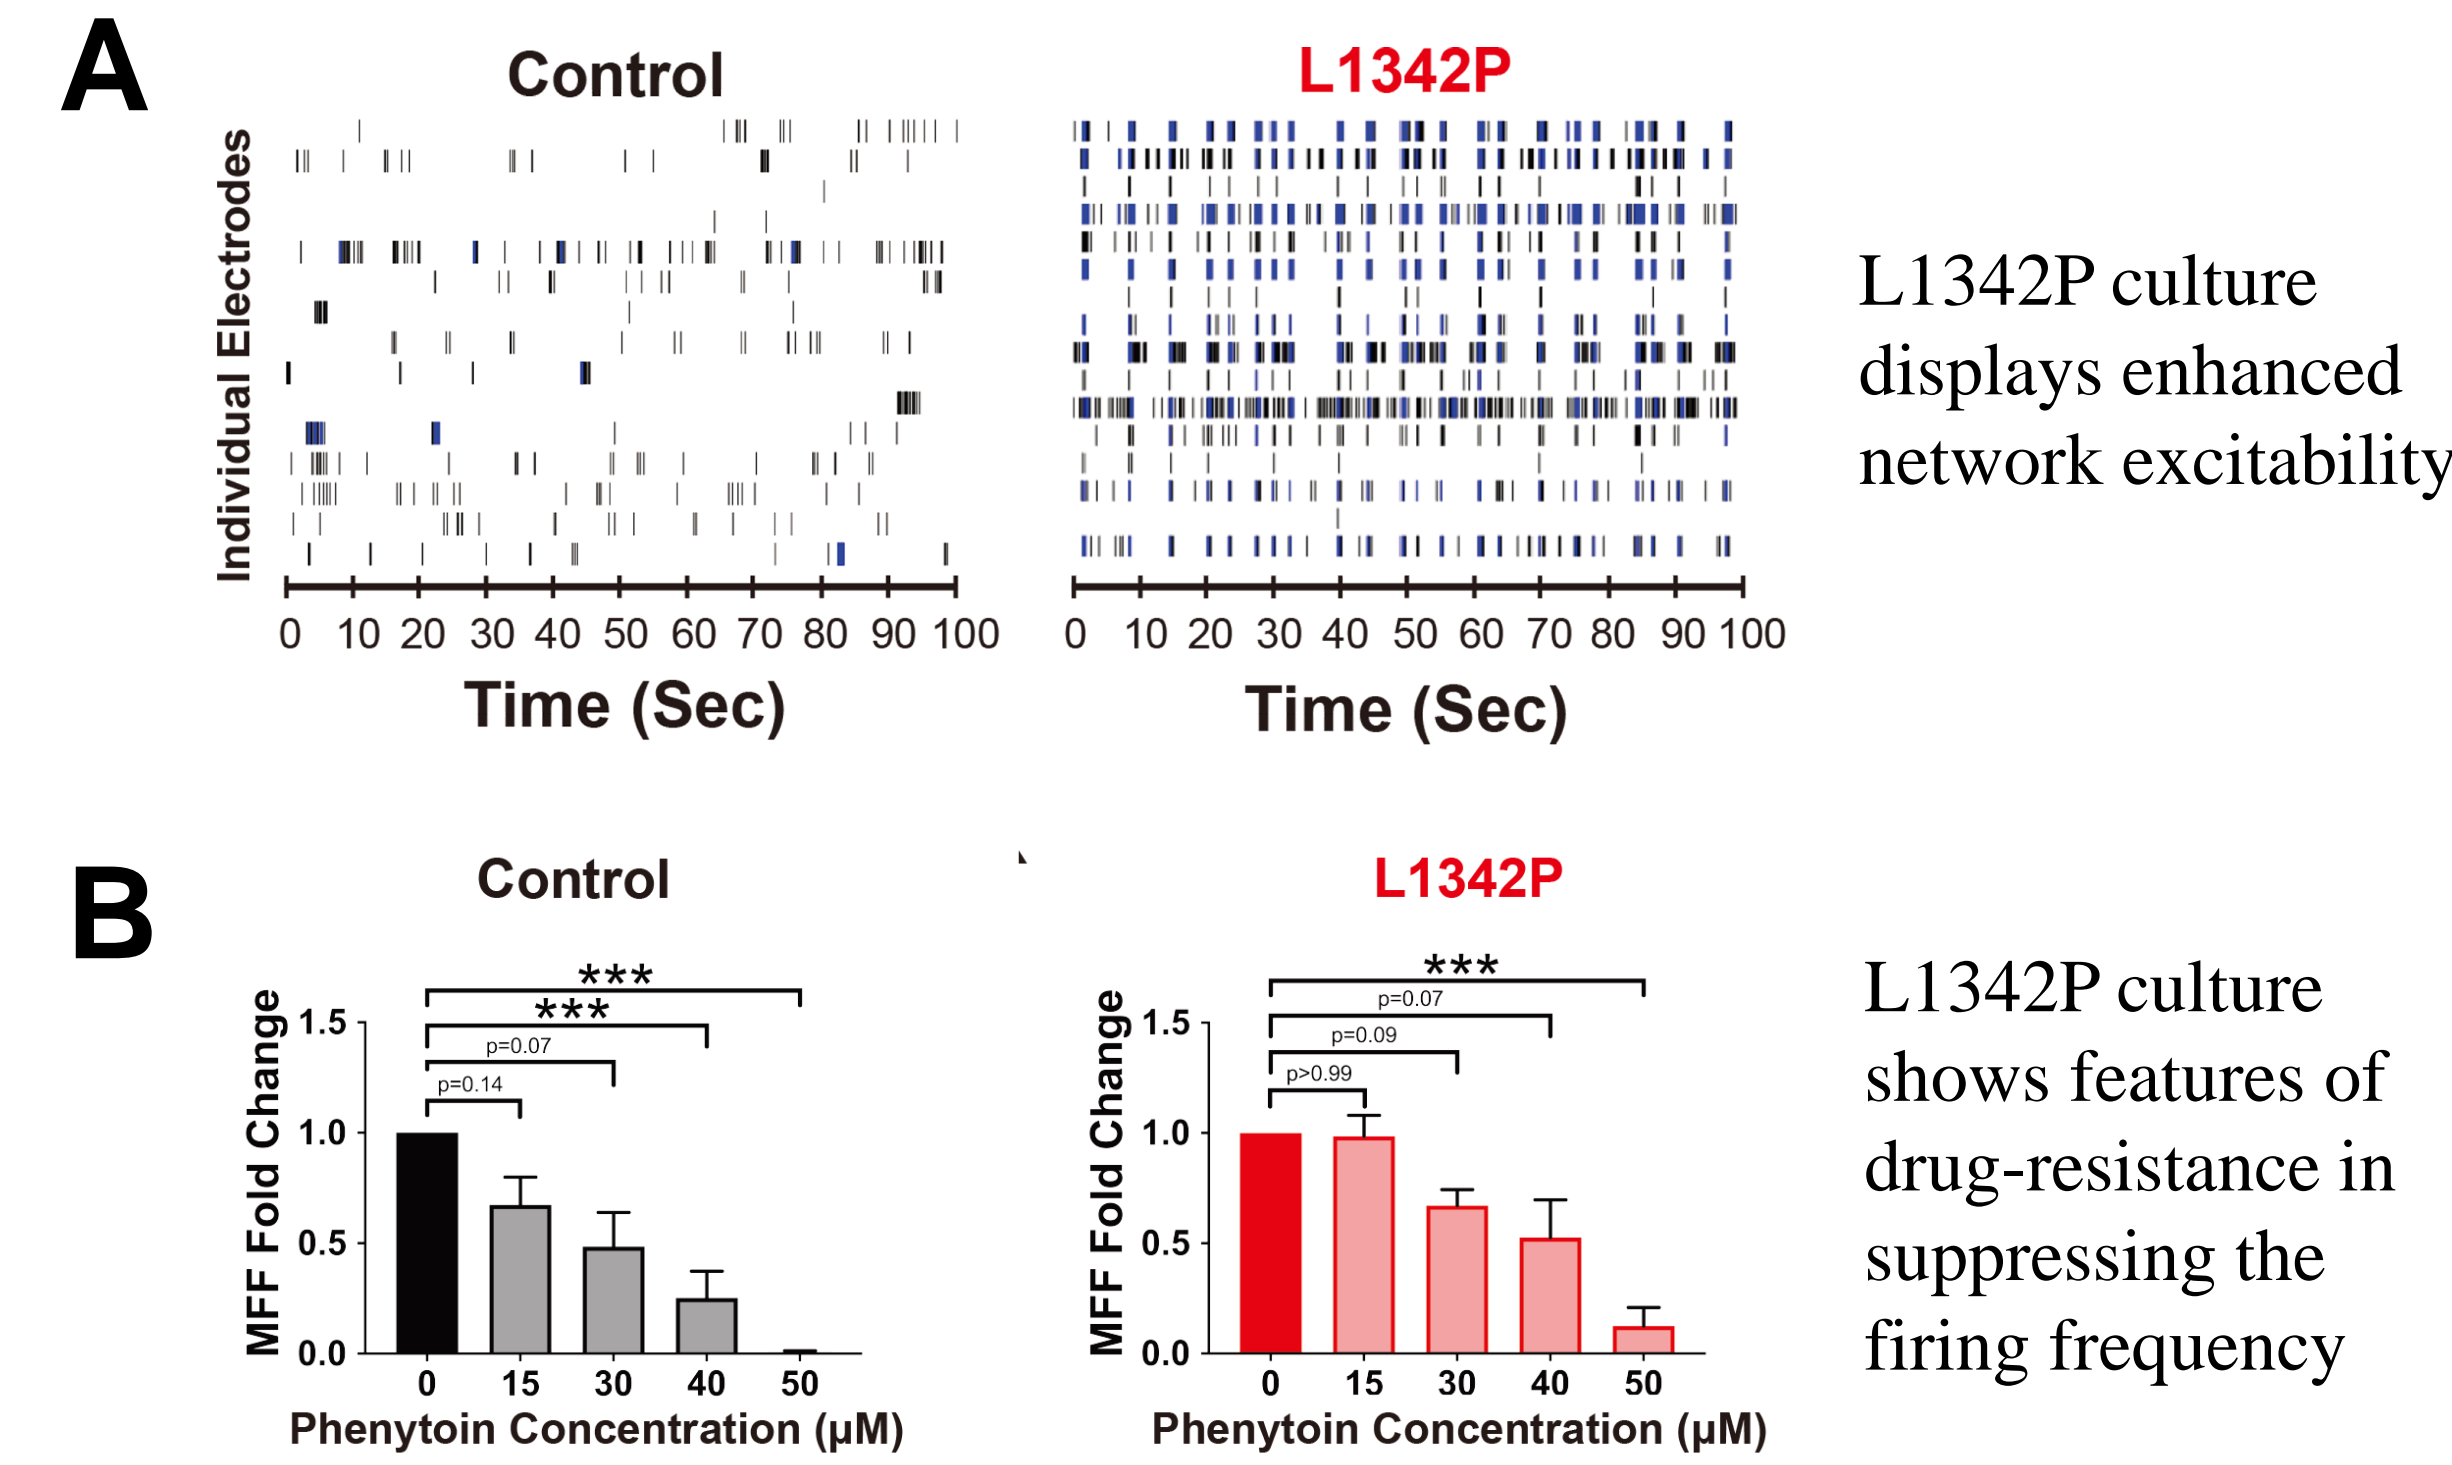 A
Control
L1342P
Individual Electrodes
0 10 20 30 40 50 60 70 80 90 100
0 10 20 30 40 50 60 70 80 90 100
Time (Sec)
Time (Sec)
L1342P culture
displays enhanced
network excitability
B
Control
L1342P
MFF Fold Change
1.5
1.0
0.5
0.0
***
***
p=0.07
p=0.14
0 15 30 40 50
Phenytoin Concentration (µM)
MFF Fold Change
1.5
1.0
0.5
0.0
***
p=0.07
p=0.09
p>0.99
0 15 30 40 50
Phenytoin Concentration (µM)
L1342P culture
shows features of
drug-resistance in
suppressing the
firing frequency